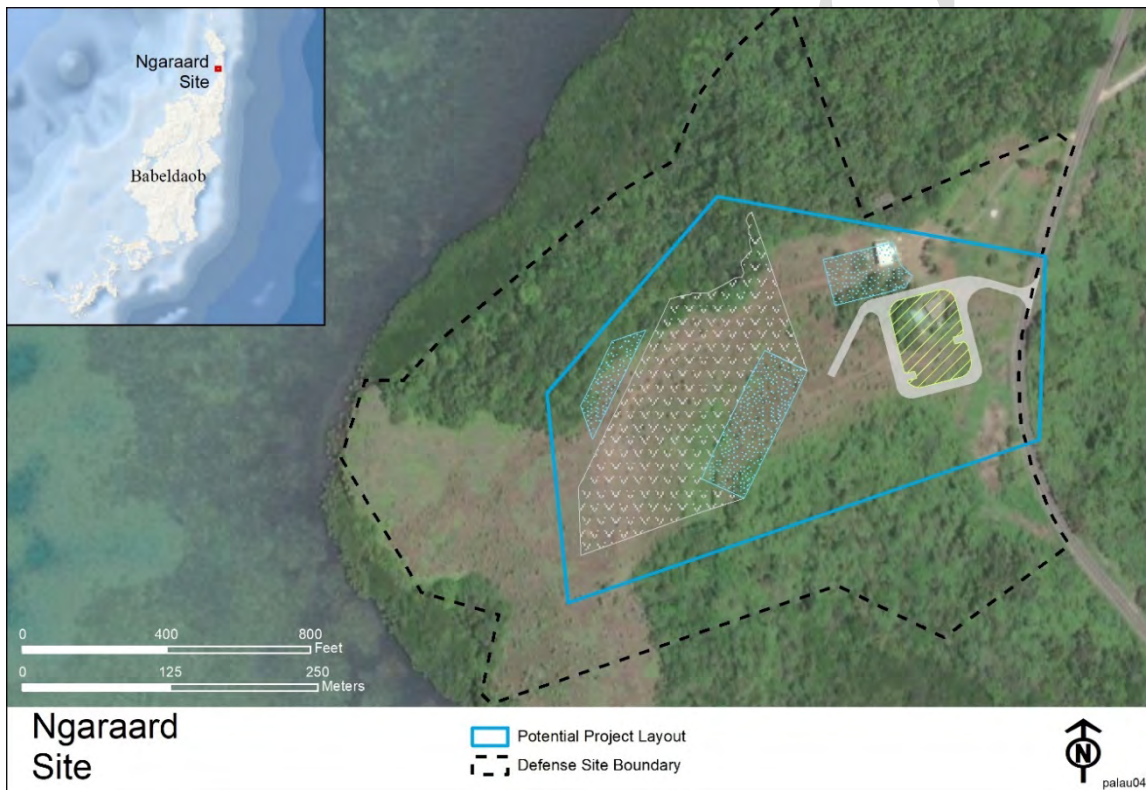 Ngaraard
Site
Babeldaob
0 400 800
Feet
0 125 250
Meters
Ngaraard
Site
Potential Project Layout
Defense Site Boundary
N
palau04